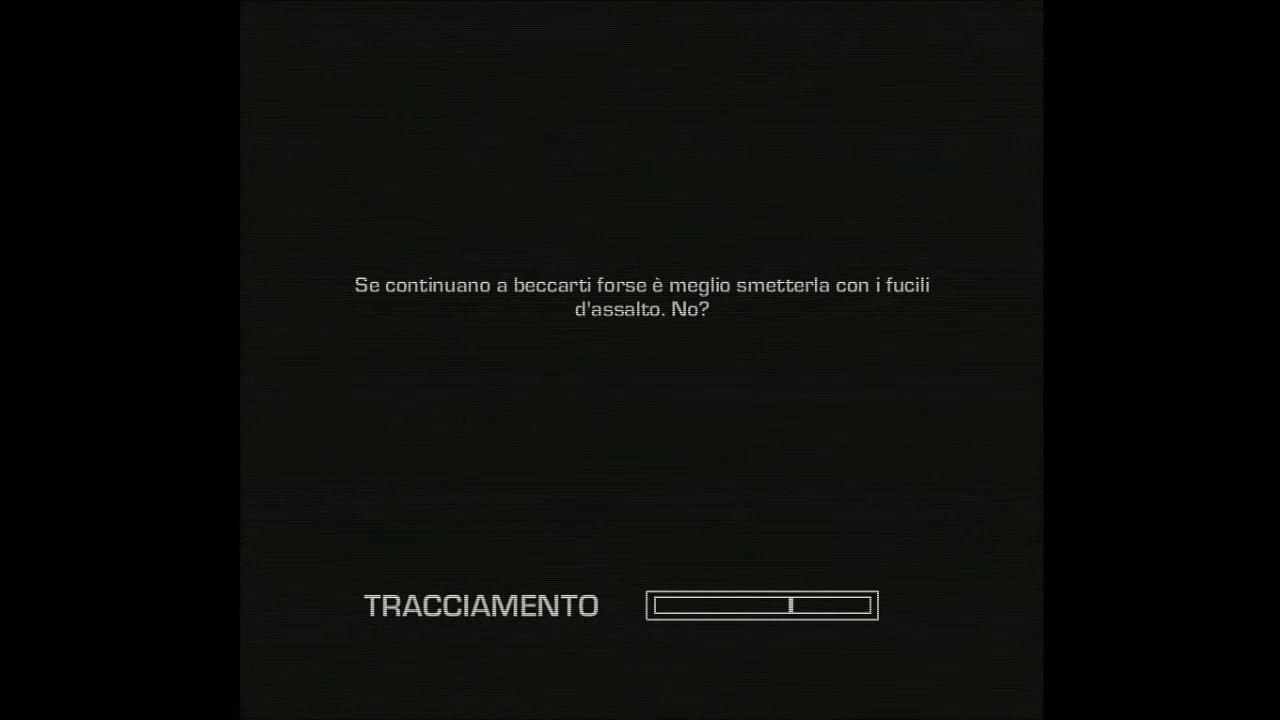 Se continuano a beccarti forse è meglio smetterla con i fucili
d'assalto. No?
TRACCIAMENTO